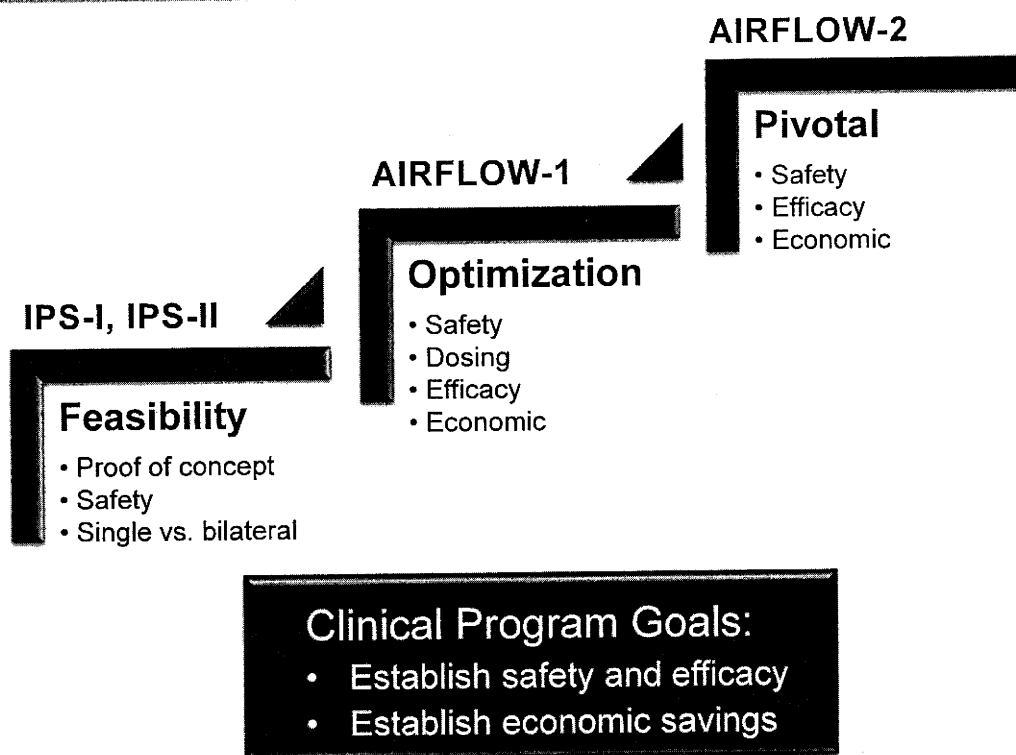 IPS-I, IPS-II
Feasibility
• Proof of concept
• Safety
• Single vs. bilateral
AIRFLOW-1
Optimization
• Safety
• Dosing
• Efficacy
• Economic
AIRFLOW-2
Pivotal
• Safety
• Efficacy
• Economic
Clinical Program Goals:
• Establish safety and efficacy
• Establish economic savings